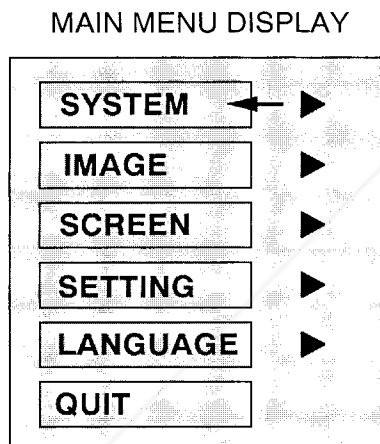 MAIN MENU DISPLAY
SYSTEM
IMAGE
SCREEN
SETTING
LANGUAGE
QUIT